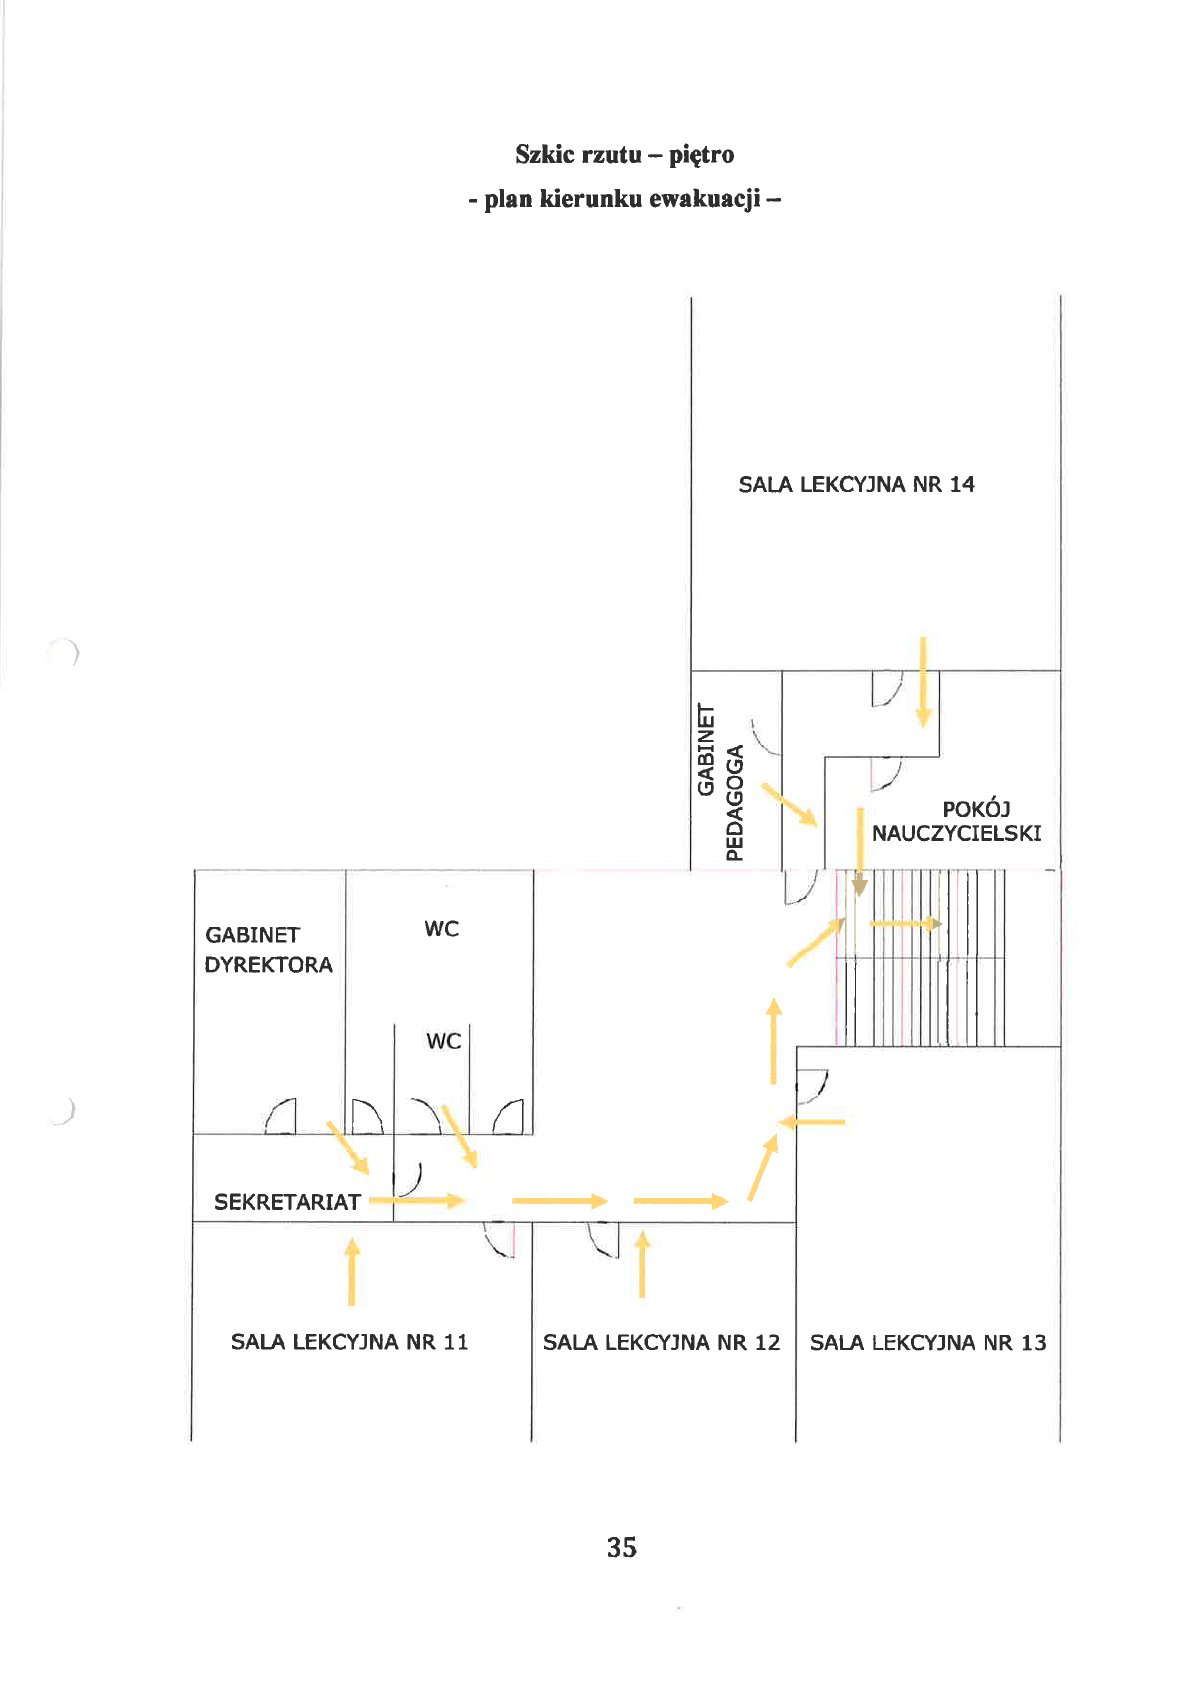 Szkic rzutu – piętro
- plan kierunku ewakuacji –
SALA LEKCYJNA NR 14
GABINET
PEDAGOGA
POKÓJ
NAUCZYCIELSKI
GABINET
DYREKTORA
WC
WC
SEKRETARIAT
SALA LEKCYJNA NR 11
SALA LEKCYJNA NR 12
SALA LEKCYJNA NR 13
35